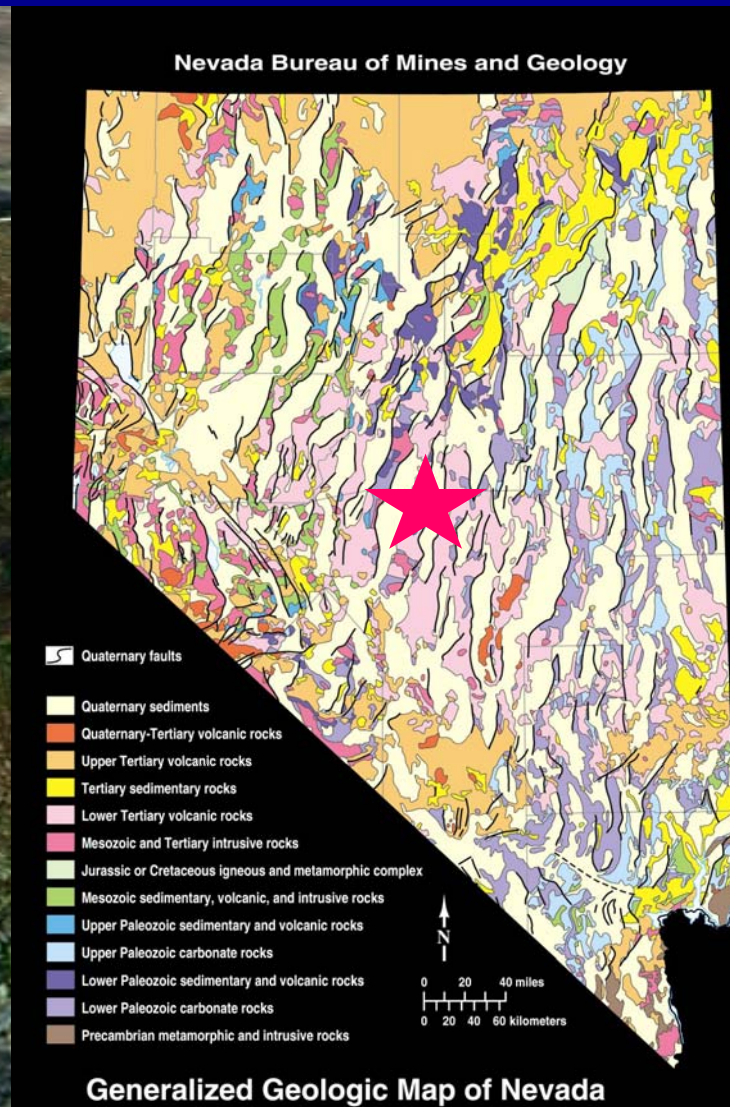 Nevada Bureau of Mines and Geology
Quaternary faults
Quaternary sediments
Quaternary-Tertiary volcanic rocks
Upper Tertiary volcanic rocks
Tertiary sedimentary rocks
Lower Tertiary volcanic rocks
Mesozoic and Tertiary intrusive rocks
Jurassic or Cretaceous igneous and metamorphic complex
Mesozoic sedimentary, volcanic, and intrusive rocks
Upper Paleozoic sedimentary and volcanic rocks
Upper Paleozoic carbonate rocks
Lower Paleozoic sedimentary and volcanic rocks
Lower Paleozoic carbonate rocks
Precambrian metamorphic and intrusive rocks
N
0 20 40 miles
0 20 40 60 kilometers
Generalized Geologic Map of Nevada